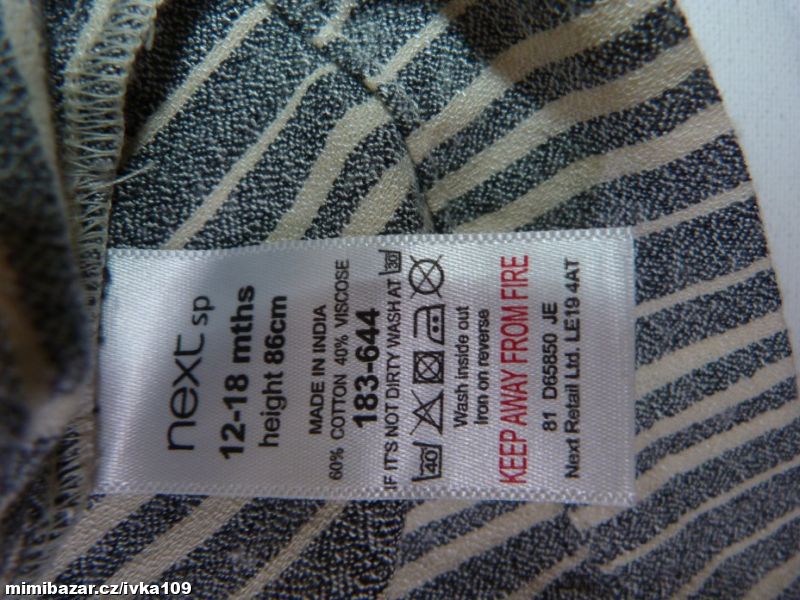 next sp
12-18 mths
height 86cm
MADE IN INDIA
60% COTTON 40% VISCOSE
183-644
IF IT'S NOT DIRTY WASH AT 30
40
Wash inside out
Iron on reverse
KEEP AWAY FROM FIRE
81 D65850 JE
Next Retail Ltd. LE19 4AT
mimibazar.cz/ivka109